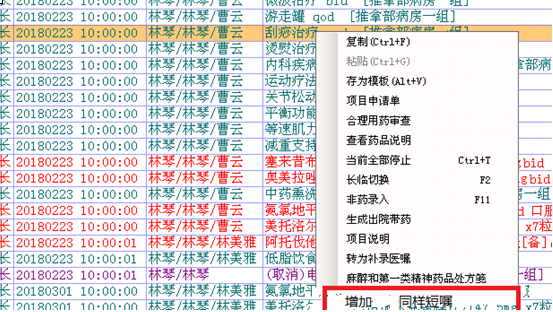 长 20180223 10:00:00 林琴/林琴/曹云 微波治疗 bid [推拿部病房一组]
长 20180223 10:00:00 林琴/林琴/曹云 游走罐 qod [推拿部病房一组]
长 20180223 10:00:00 林琴/林琴/曹云 刮痧治疗 [推拿部病房一组]
长 20180223 10:00:00 林琴/林琴/曹云 烫熨治疗
长 20180223 10:00:00 林琴/林琴/曹云 内科疾病
长 20180223 10:00:00 林琴/林琴/曹云 运动疗法
长 20180223 10:00:00 林琴/林琴/曹云 关节松动
长 20180223 10:00:00 林琴/林琴/曹云 平衡功能
长 20180223 10:00:00 林琴/林琴/曹云 等速肌力
长 20180223 10:00:00 林琴/林琴/曹云 减重支持
长 20180223 10:00:00 林琴/林琴/曹云 塞来昔布 gbid
长 20180223 10:00:00 林琴/林琴/曹云 奥美拉唑 gbid
长 20180223 10:00:00 林琴/林琴/曹云 中药熏洗 一组]
长 20180223 10:00:00 林琴/林琴/曹云 氨氯地平 d 口服
长 20180223 10:00:00 林琴/林琴/曹云 美托洛尔 x7粒
长 20180223 10:00:01 林琴/林琴/林美雅 阿托伐他 [备]
长 20180223 10:00:01 林琴/林琴/林美雅 低脂饮食
长 20180223 10:00:01 林琴/林琴 (取消)电 一组]
长 20180301 10:00:00 林琴/林琴/林美雅 氨氯地
长 20180301 10:00:00 林琴/林琴/林美雅 美托洛
复制(Ctrl+F)
粘贴(Ctrl+G)
存为模板(Alt+V)
项目申请单
合理用药审查
查看药品说明
当前全部停止 Ctrl+T
长临切换 F2
非药录入 F11
生成出院带药
项目说明
转为补录医嘱
麻醉和第一类精神药品处方笺
增加 同样短嘱